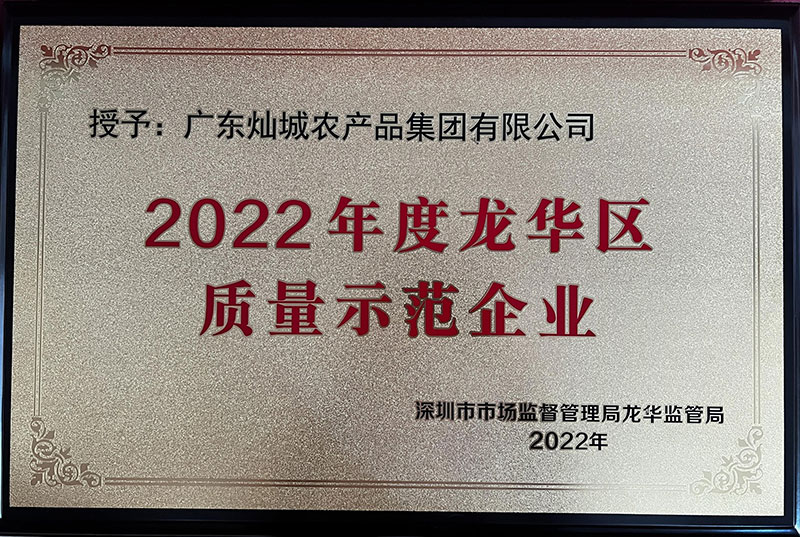 授予：广东灿城农产品集团有限公司
2022年度龙华区
质量示范企业
深圳市市场监督管理局龙华监管局
2022年